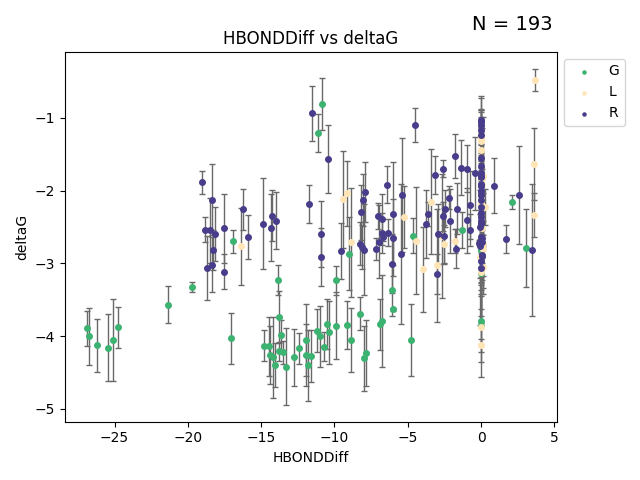 N = 193
HBONDDiff vs deltaG
G
L
R
deltaG
−1
−2
−3
−4
−5
−25
−20
−15
−10
−5
0
5
HBONDDiff